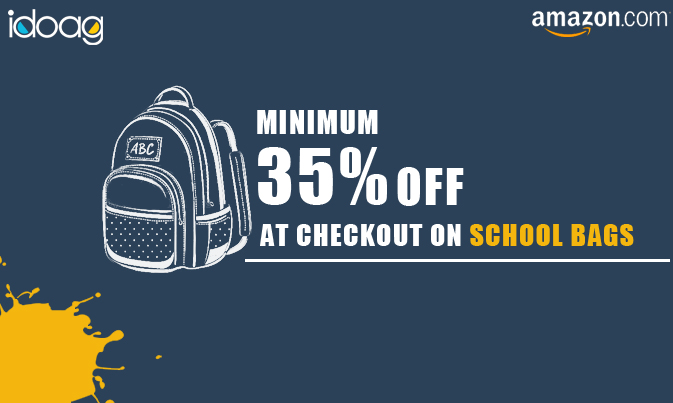 idoag
amazon.com
ABC
MINIMUM
35% OFF
AT CHECKOUT ON SCHOOL BAGS